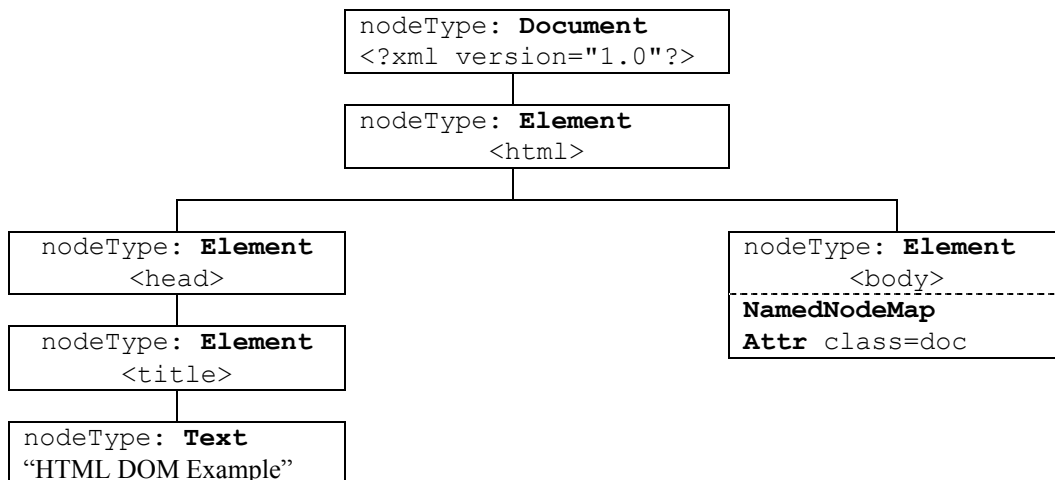 nodeType: Document
<?xml version="1.0"?>
nodeType: Element
<html>
nodeType: Element
<head>
nodeType: Element
<body>
NamedNodeMap
Attr class=doc
nodeType: Element
<title>
nodeType: Text
“HTML DOM Example”